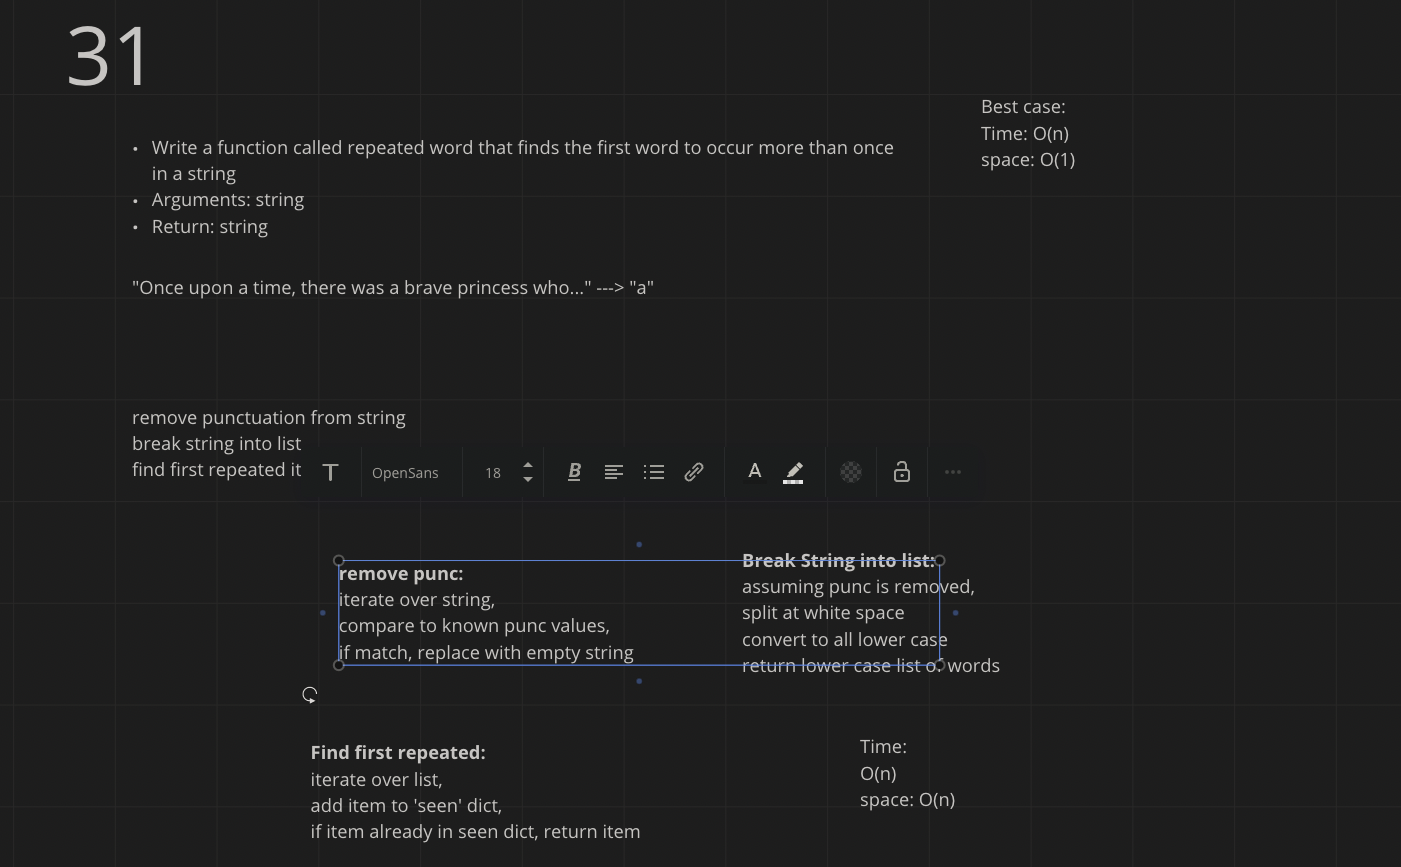 31
Best case:
Time: O(n)
space: O(1)
• Write a function called repeated word that finds the first word to occur more than once
in a string
• Arguments: string
• Return: string
"Once upon a time, there was a brave princess who..." ---> "a"
remove punctuation from string
break string into list
find first repeated it
T OpenSans 18 B A ...
remove punc:
iterate over string,
compare to known punc values,
if match, replace with empty string
Break String into list:
assuming punc is removed,
split at white space
convert to all lower case
return lower case list of words
Find first repeated:
iterate over list,
add item to 'seen' dict,
if item already in seen dict, return item
Time:
O(n)
space: O(n)